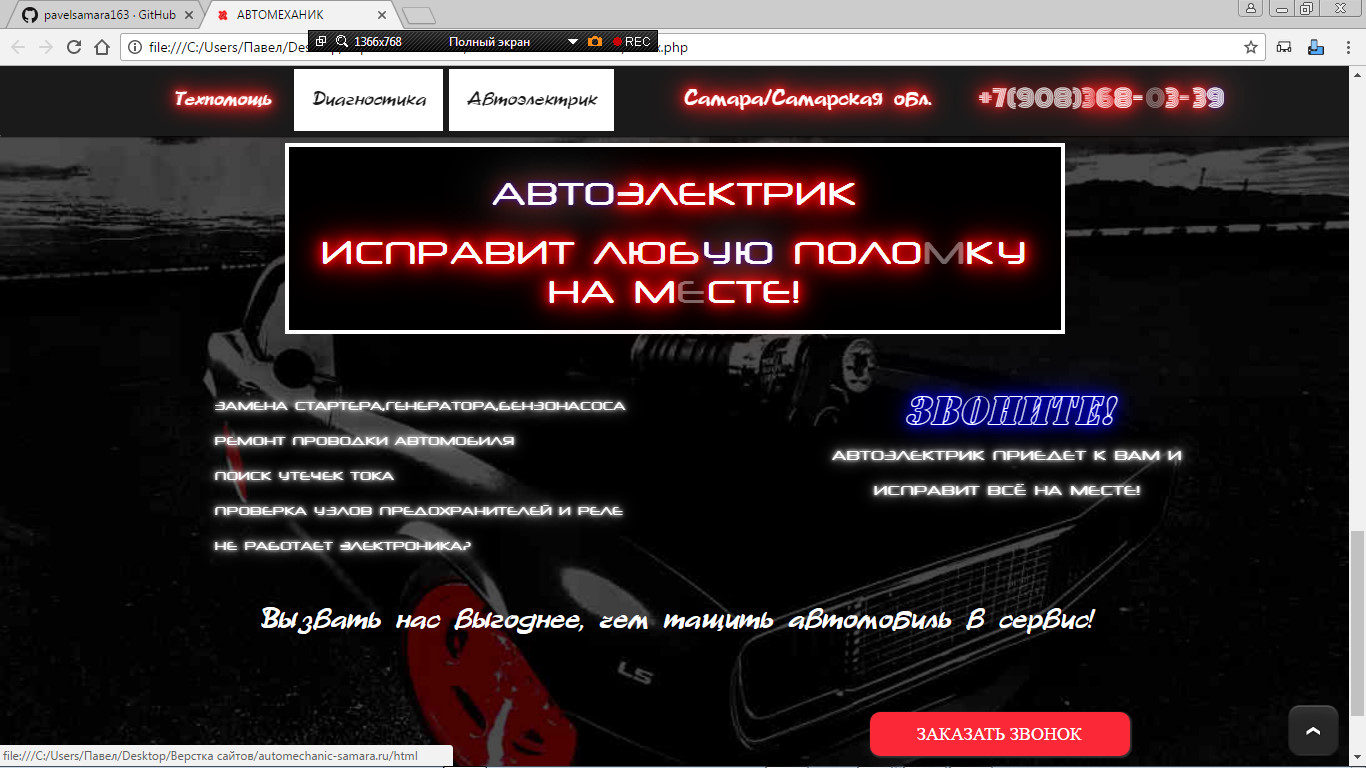 pavelsamara163 · GitHub
АВТОМЕХАНИК
file:///C:/Users/Павел/Des
x.php
1366x768
Полный экран
REC
Техпомощь
Диагностика
Автоэлектрик
Самара/Самарская обл.
+7(908)368-03-39
АВТОЭЛЕКТРИК
ИСПРАВИТ ЛЮБУЮ ПОЛОМКУ
НА МЕСТЕ!
ЗАМЕНА СТАРТЕРА,ГЕНЕРАТОРА,БЕНЗОНАСОСА
РЕМОНТ ПРОВОДКИ АВТОМОБИЛЯ
ПОИСК УТЕЧЕК ТОКА
ПРОВЕРКА УЗЛОВ ПРЕДОХРАНИТЕЛЕЙ И РЕЛЕ
НЕ РАБОТАЕТ ЭЛЕКТРОНИКА?
ЗВОНИТЕ!
АВТОЭЛЕКТРИК ПРИЕДЕТ К ВАМ И
ИСПРАВИТ ВСЁ НА МЕСТЕ!
Вызвать нас выгоднее, чем тащить автомобиль в сервис!
LS
ЗАКАЗАТЬ ЗВОНОК
file:///C:/Users/Павел/Desktop/Верстка сайтов/automechanic-samara.ru/html